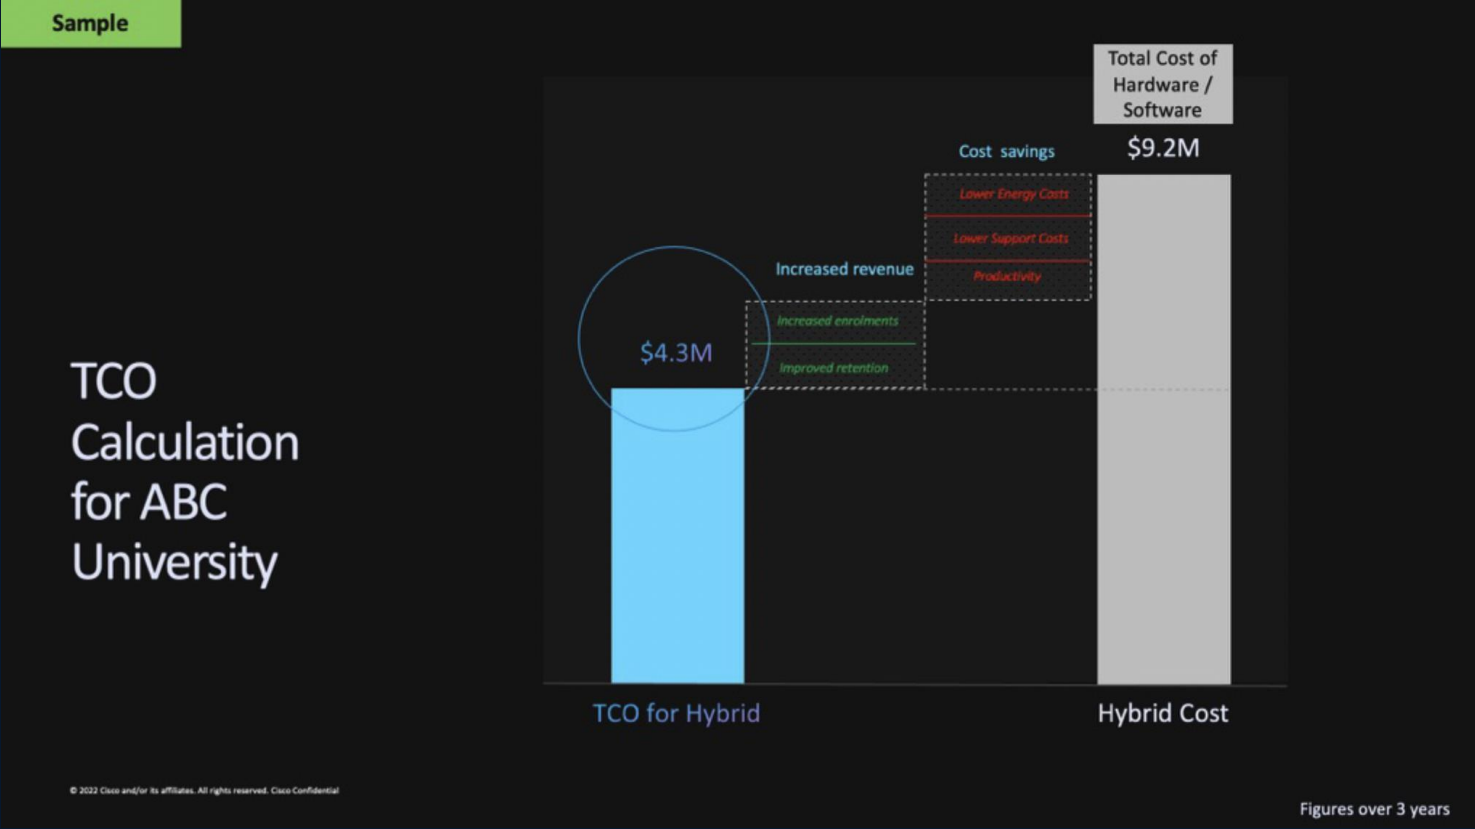 Sample
TCO
Calculation
for ABC
University
Total Cost of
Hardware /
Software
$9.2M
Cost savings
Lower Energy Costs
Lower Support Costs
Productivity
Increased revenue
Increased enrolments
Improved retention
$4.3M
TCO for Hybrid
Hybrid Cost
© 2022 Cisco and/or its affiliates. All rights reserved. Cisco Confidential
Figures over 3 years